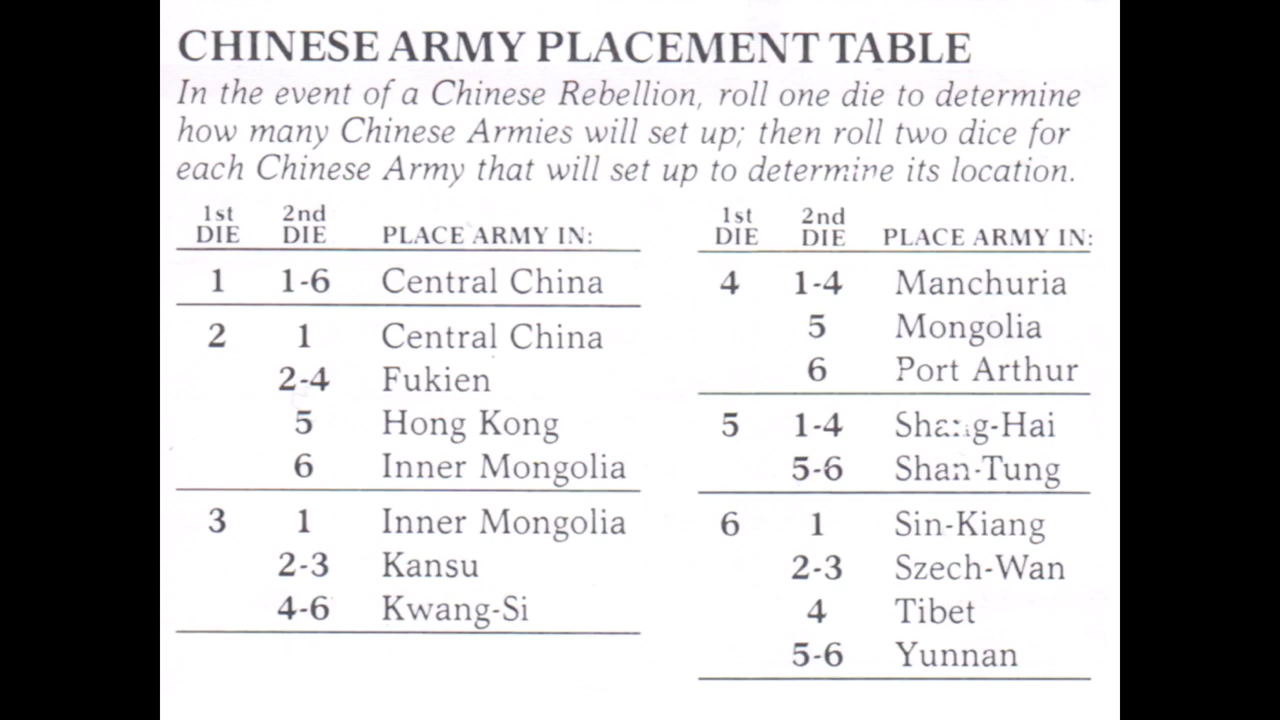 CHINESE ARMY PLACEMENT TABLE
In the event of a Chinese Rebellion, roll one die to determine
how many Chinese Armies will set up; then roll two dice for
each Chinese Army that will set up to determine its location.
1st DIE 2nd DIE PLACE ARMY IN:
1 1-6 Central China
2 1 Central China
2-4 Fukien
5 Hong Kong
6 Inner Mongolia
3 1 Inner Mongolia
2-3 Kansu
4-6 Kwang-Si
1st DIE 2nd DIE PLACE ARMY IN:
4 1-4 Manchuria
5 Mongolia
6 Port Arthur
5 1-4 Shang-Hai
5-6 Shan-Tung
6 1 Sin-Kiang
2-3 Szech-Wan
4 Tibet
5-6 Yunnan